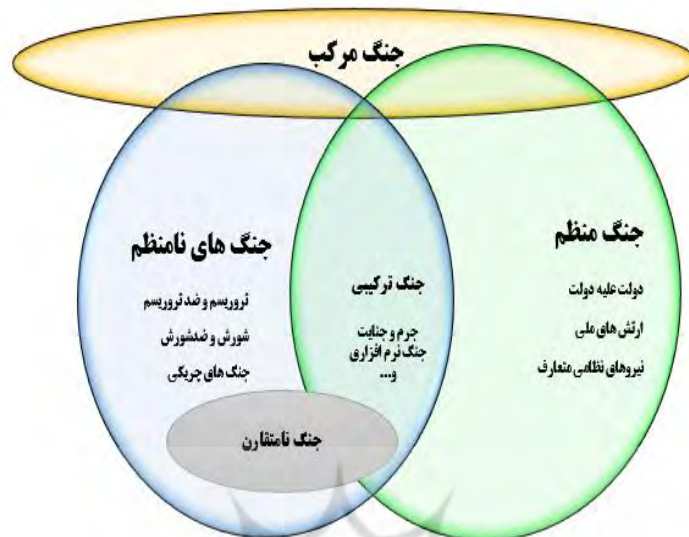 جنگ مرکب
جنگ منظم
دولت علیه دولت
ارتش های ملی
نیروهای نظامی متعارف
جنگ ترکیبی
جرم و جنایت
جنگ نرم افزاری
و...
جنگ های نامنظم
تروریسم و ضد تروریسم
شورش و ضدشورش
جنگ های چریکی
جنگ نامتقارن